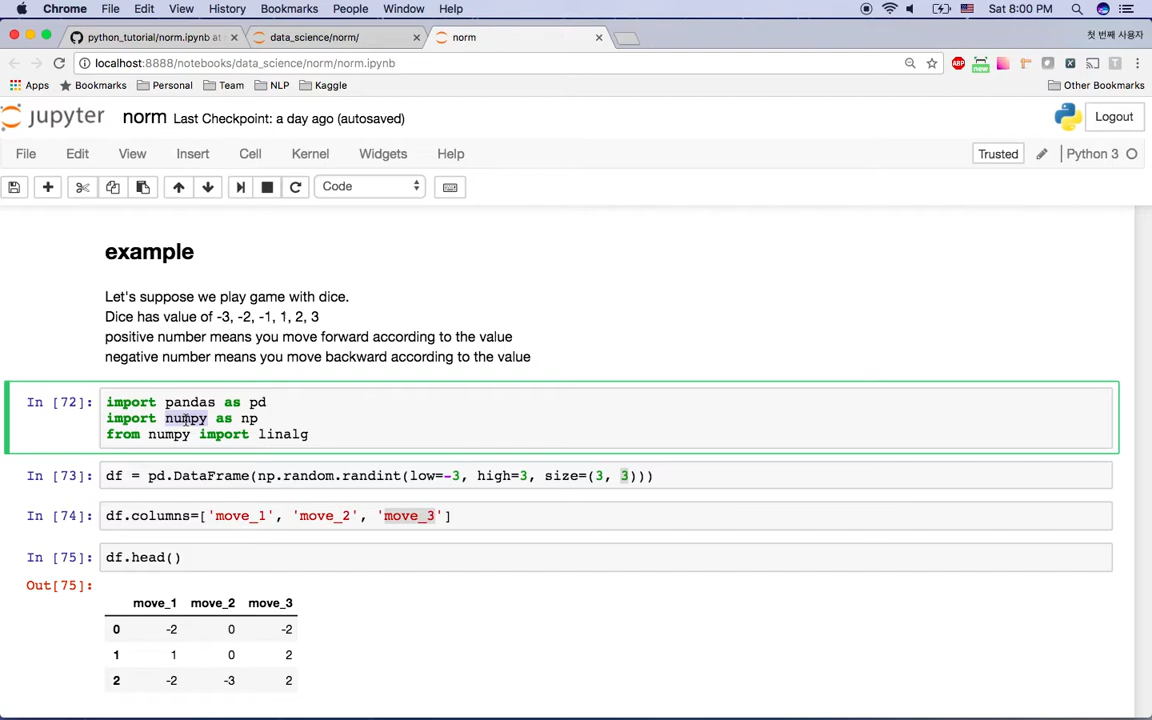 Chrome File Edit View History Bookmarks People Window Help Sat 8:00 PM
python_tutorial/norm.ipynb at data_science/norm/ norm 첫 번째 사용자
localhost:8888/notebooks/data_science/norm/norm.ipynb ABP new
Apps Bookmarks Personal Team NLP Kaggle Other Bookmarks
jupyter norm Last Checkpoint: a day ago (autosaved) Logout
File Edit View Insert Cell Kernel Widgets Help Trusted Python 3
Code
example
Let's suppose we play game with dice.
Dice has value of -3, -2, -1, 1, 2, 3
positive number means you move forward according to the value
negative number means you move backward according to the value
In [72]: import pandas as pd
import numpy as np
from numpy import linalg
In [73]: df = pd.DataFrame(np.random.randint(low=-3, high=3, size=(3, 3)))
In [74]: df.columns=['move_1', 'move_2', 'move_3']
In [75]: df.head()
Out[75]:
move_1 move_2 move_3
0 -2 0 -2
1 1 0 2
2 -2 -3 2